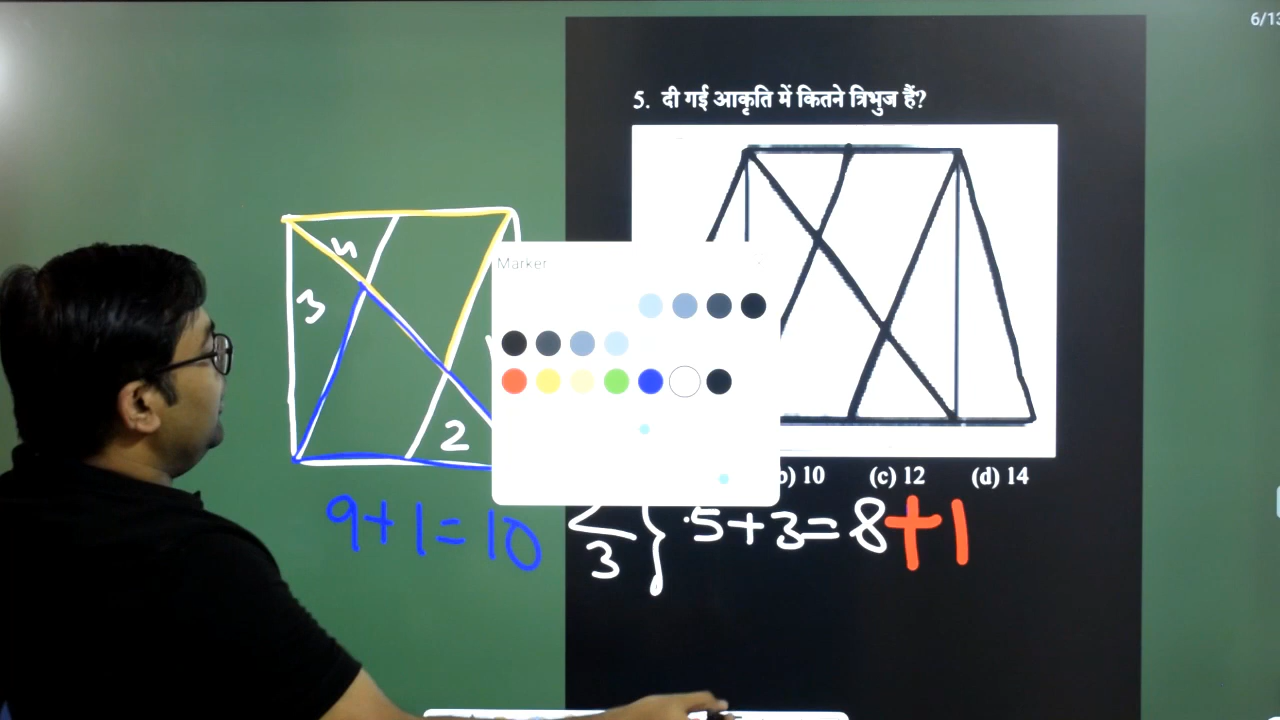 6/13
5. दी गई आकृति में कितने त्रिभुज हैं?
Marker
4
3
2
b) 10 (c) 12 (d) 14
9+1=10
3 } 5+3=8+1